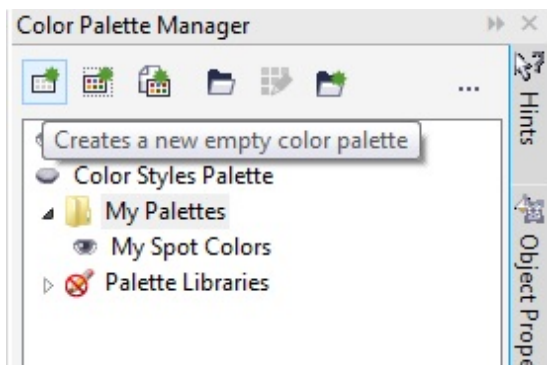 Color Palette Manager
...
Creates a new empty color palette
Color Styles Palette
My Palettes
My Spot Colors
Palette Libraries
Hints
Object Prope